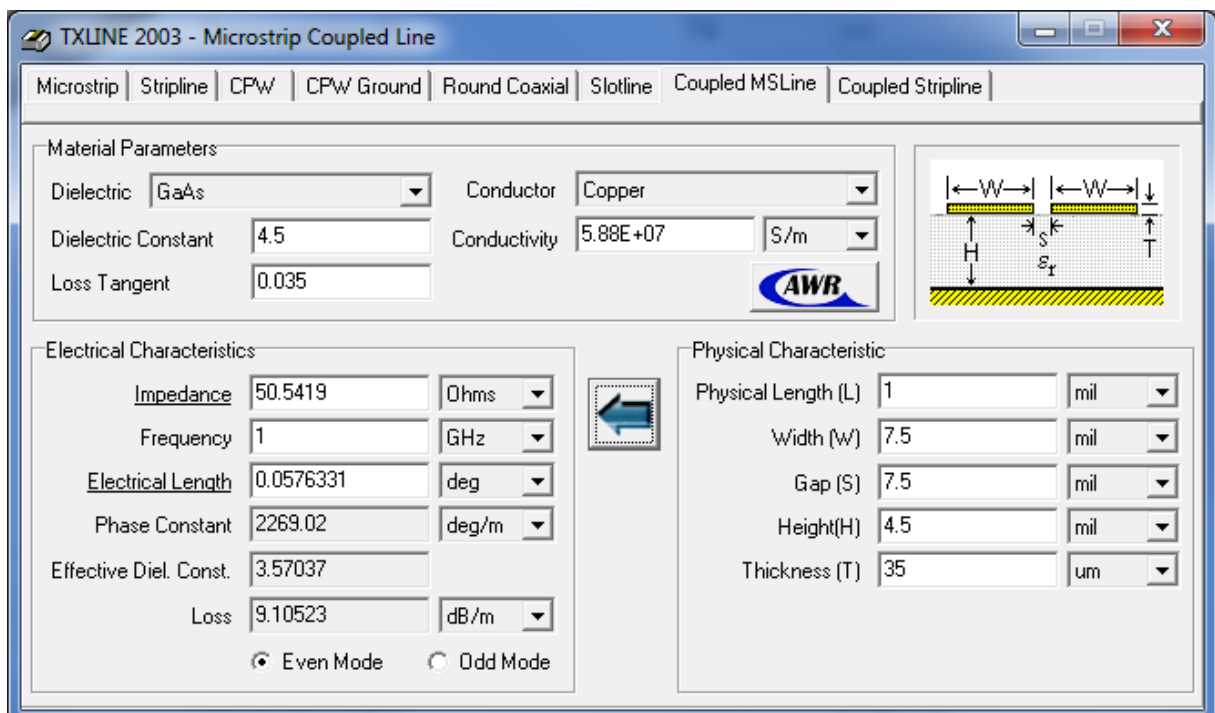 TXLINE 2003 - Microstrip Coupled Line
Microstrip Stripline CPW CPW Ground Round Coaxial Slotline Coupled MSLine Coupled Stripline
Material Parameters
Dielectric GaAs Conductor Copper
Dielectric Constant 4.5 Conductivity 5.88E+07 S/m
Loss Tangent 0.035
AWR
W W
S
H
T
εr
Electrical Characteristics
Impedance 50.5419 Ohms
Frequency 1 GHz
Electrical Length 0.0576331 deg
Phase Constant 2269.02 deg/m
Effective Diel. Const. 3.57037
Loss 9.10523 dB/m
Even Mode Odd Mode
Physical Characteristic
Physical Length (L) 1 mil
Width (W) 7.5 mil
Gap (S) 7.5 mil
Height(H) 4.5 mil
Thickness (T) 35 um